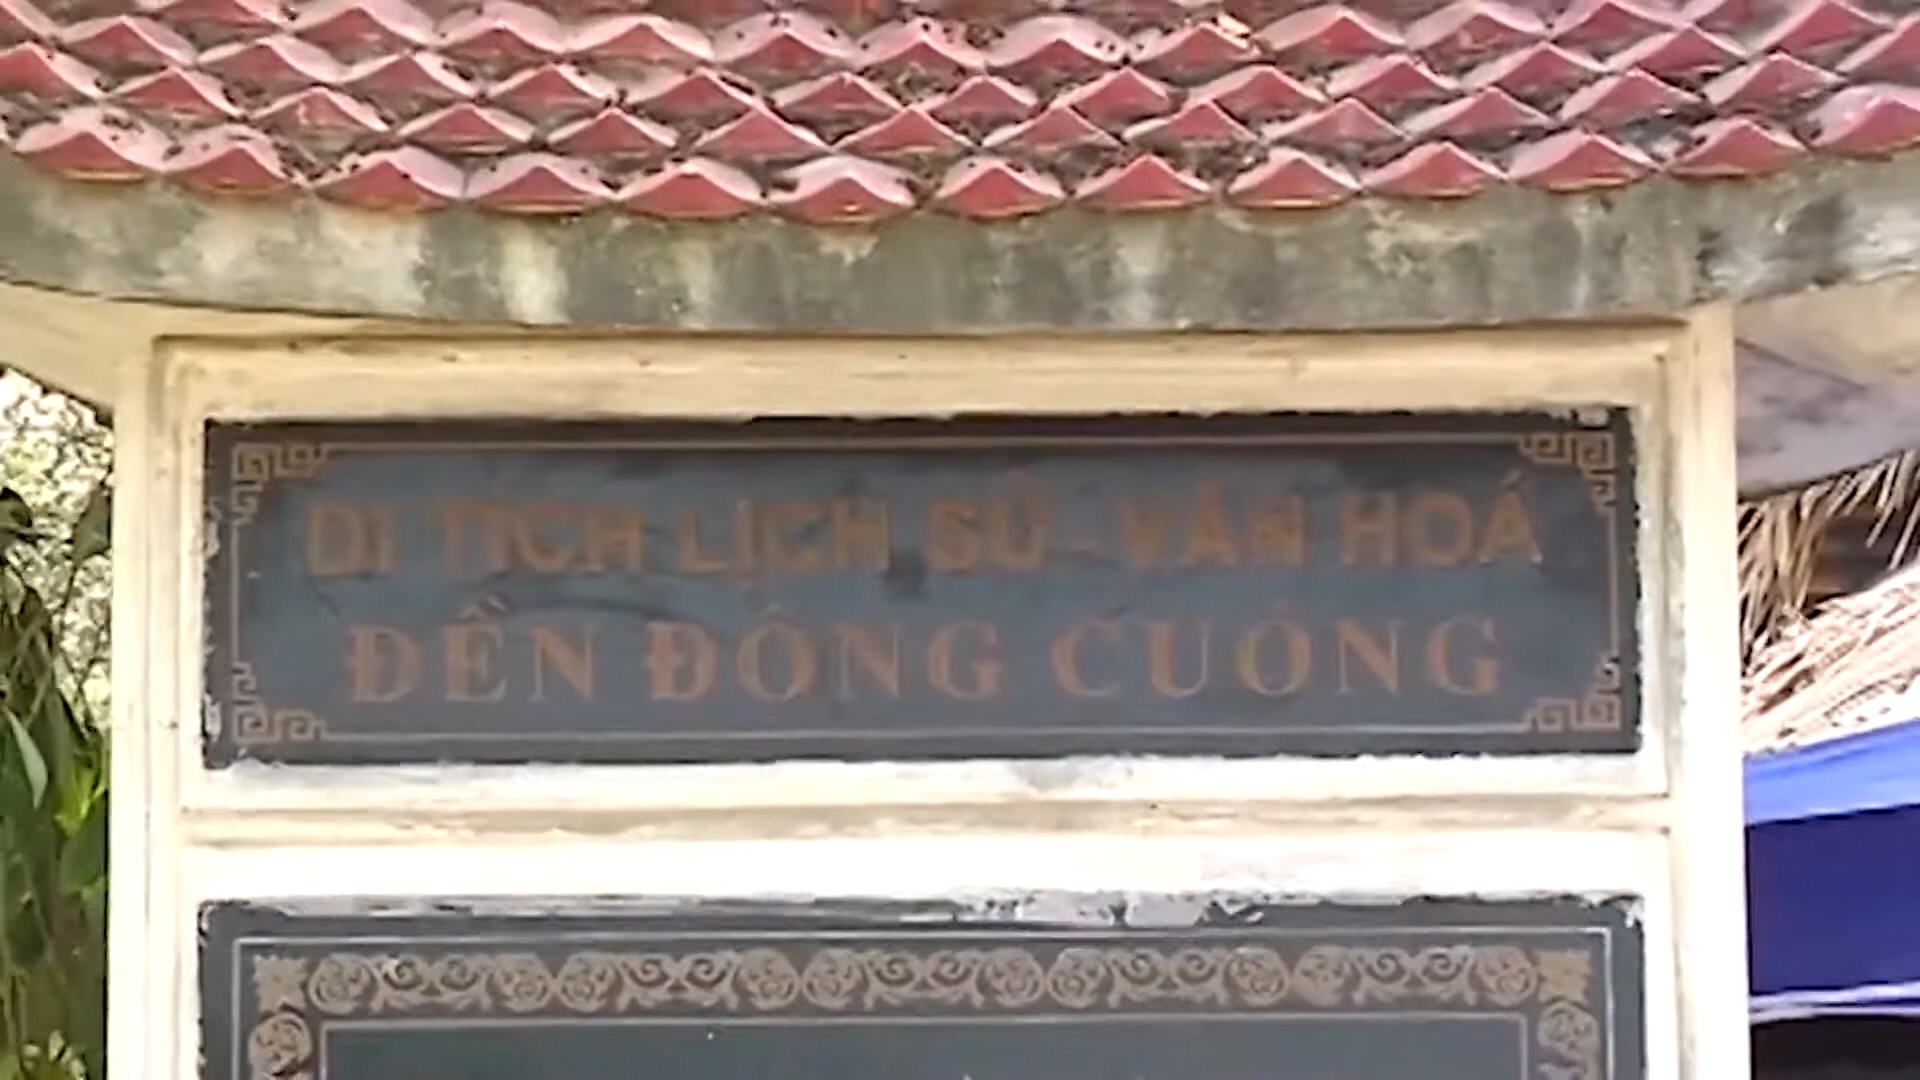 DI TÍCH LỊCH SỬ - VĂN HOÁ
ĐỀN ĐÔNG CUÔNG